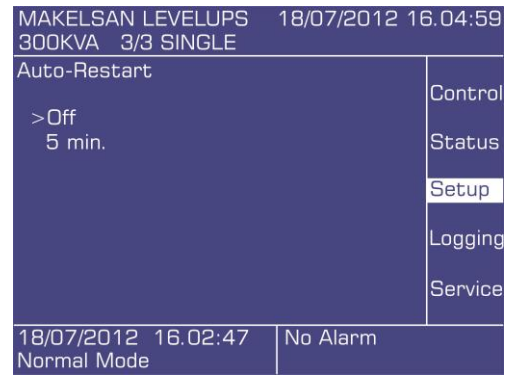 MAKELSAN LEVELUPS 18/07/2012 16.04:59
300KVA 3/3 SINGLE
Auto-Restart
>Off
5 min.
Control
Status
Setup
Logging
Service
18/07/2012 16.02:47
Normal Mode
No Alarm